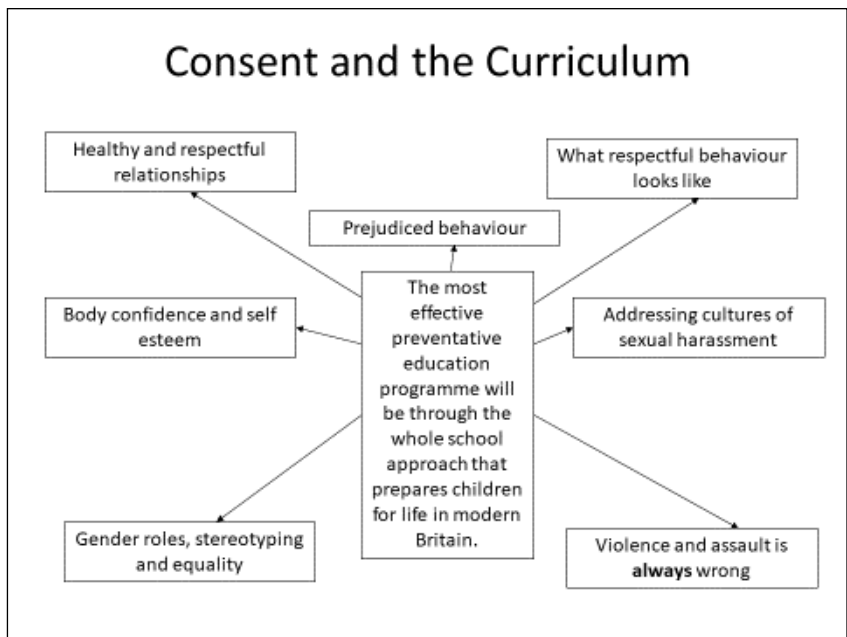 Consent and the Curriculum
Healthy and respectful
relationships
What respectful behaviour
looks like
Prejudiced behaviour
The most
effective
preventative
education
programme will
be through the
whole school
approach that
prepares children
for life in modern
Britain.
Body confidence and self
esteem
Addressing cultures of
sexual harassment
Gender roles, stereotyping
and equality
Violence and assault is
always wrong